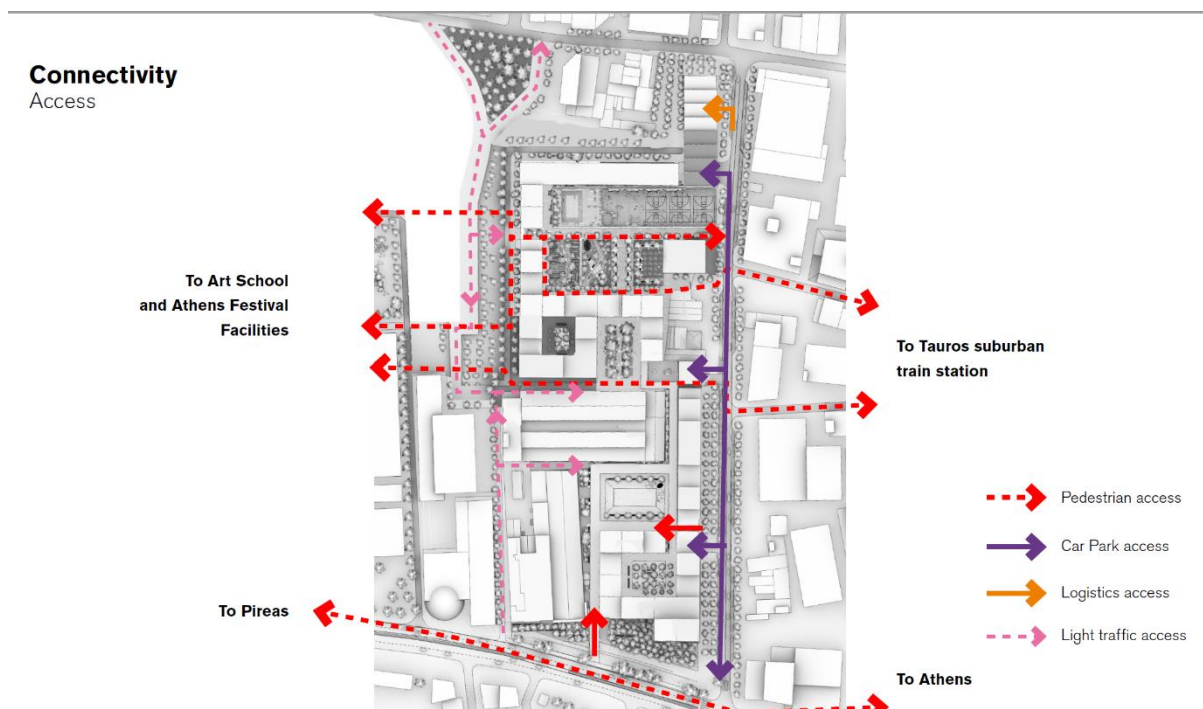 Connectivity
Access
To Art School
and Athens Festival
Facilities
To Tauros suburban
train station
To Pireas
To Athens
Pedestrian access
Car Park access
Logistics access
Light traffic access